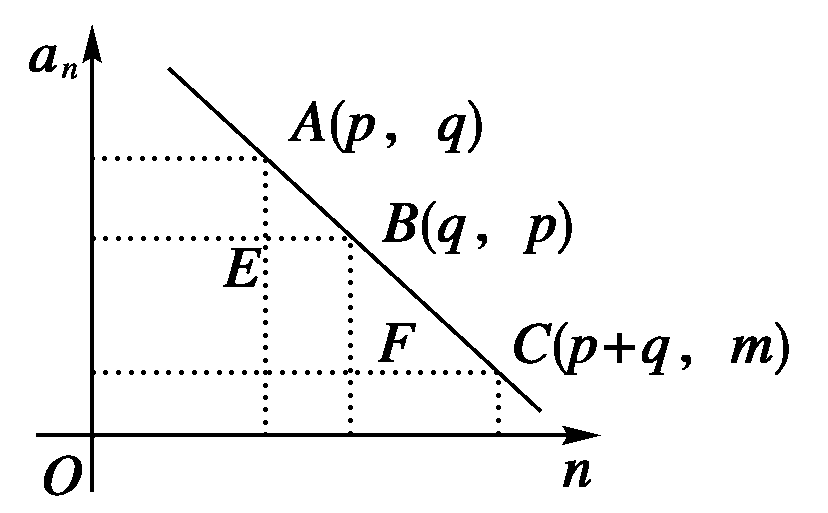 aₙ
A(p, q)
B(q, p)
E
F
C(p+q, m)
O
n